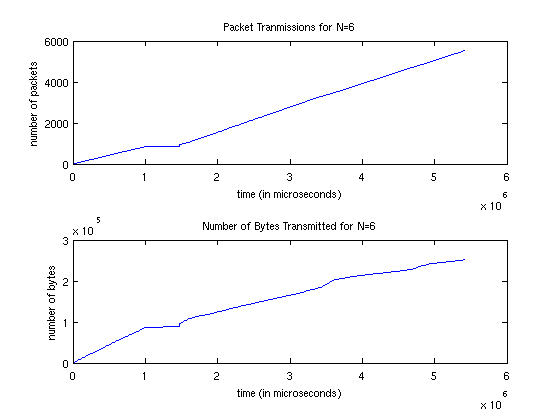 Packet Tranmissions for N=6
6000
4000
2000
0
number of packets
0 1 2 3 4 5 6
time (in microseconds)
x 10 6
x 10 5
Number of Bytes Transmitted for N=6
3
2
1
0
number of bytes
0 1 2 3 4 5 6
time (in microseconds)
x 10 6